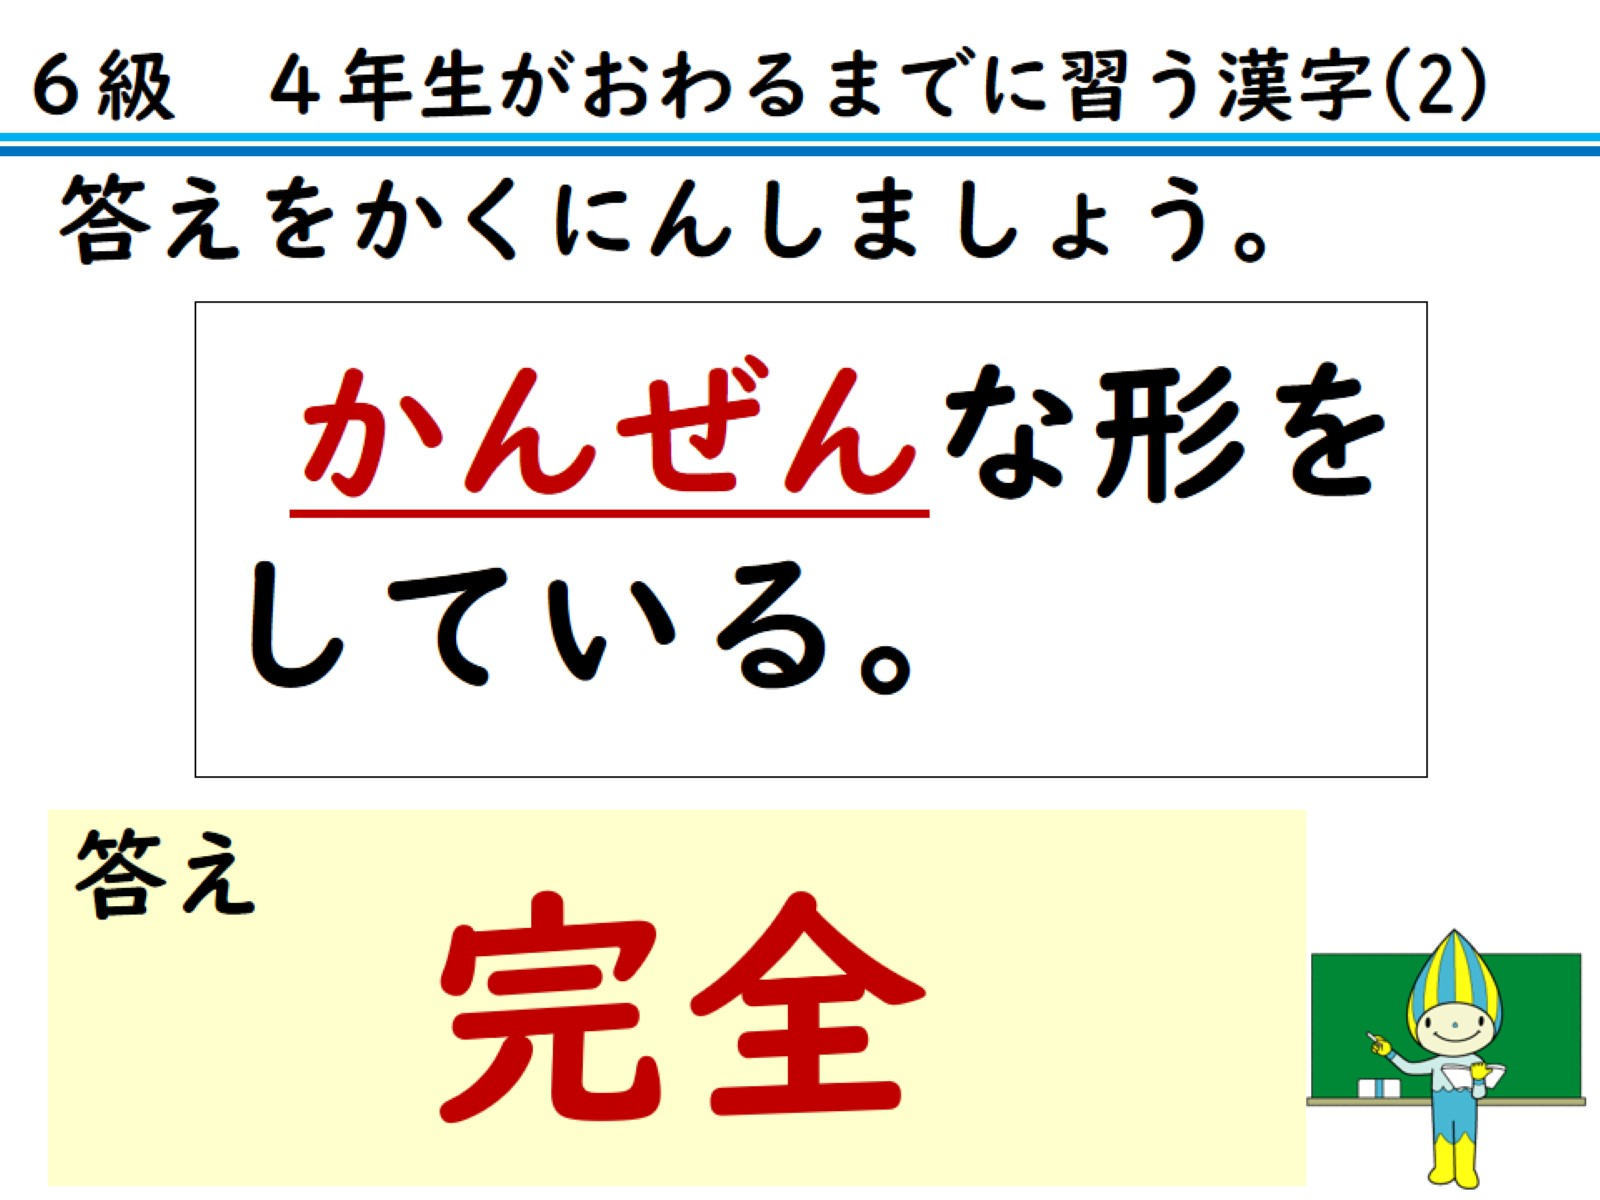 ６級　４年生がおわるまでに習う漢字(2)
答えをかくにんしましょう。
かんぜんな形を
している。
答え
完全